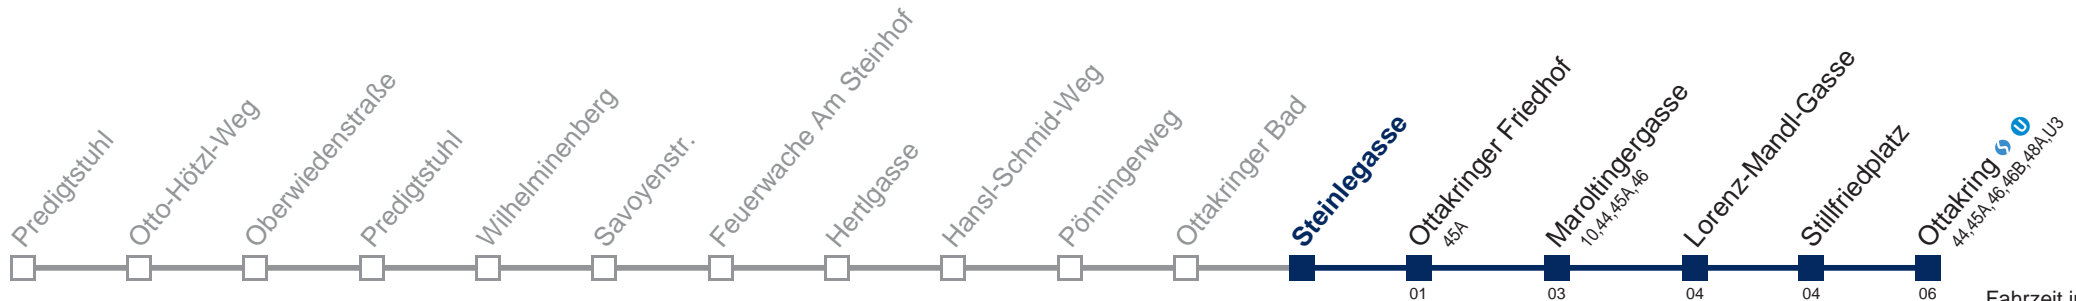 Predigtstuhl
Otto-Hötzl-Weg
Oberwiedenstraße
Predigtstuhl
Wilhelminenberg
Savoyenstr.
Feuerwache Am Steinhof
Hertlgasse
Hansl-Schmid-Weg
Pönningerweg
Ottakringer Bad
Steinlegasse
Ottakringer Friedhof
45A
01
Maroltingergasse
10,44,45A,46
03
Lorenz-Mandl-Gasse
04
Stillfriedplatz
04
Ottakring S U
44,45A,46,46B,48A,U3
06
Fahrzeit